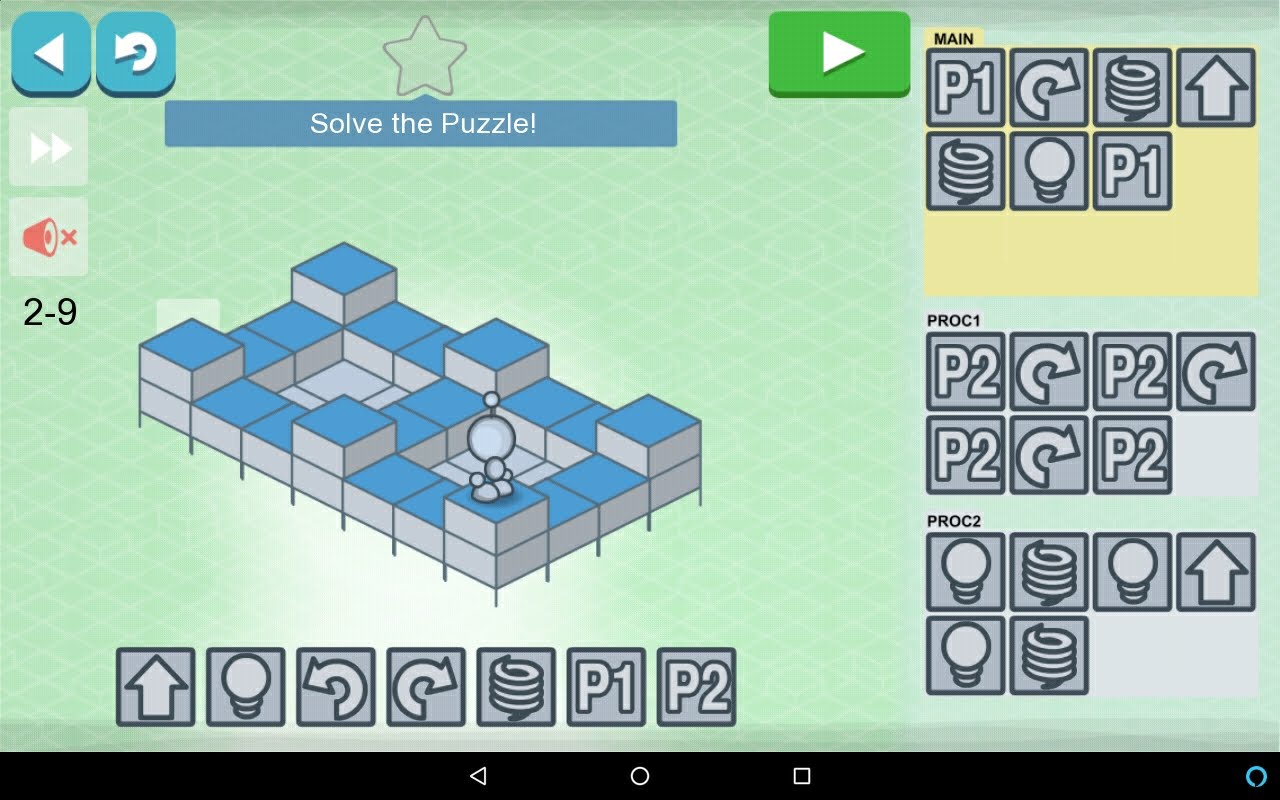 MAIN
Solve the Puzzle!
P1
P1
2-9
PROC1
P2 P2
P2 P2
PROC2
P1 P2